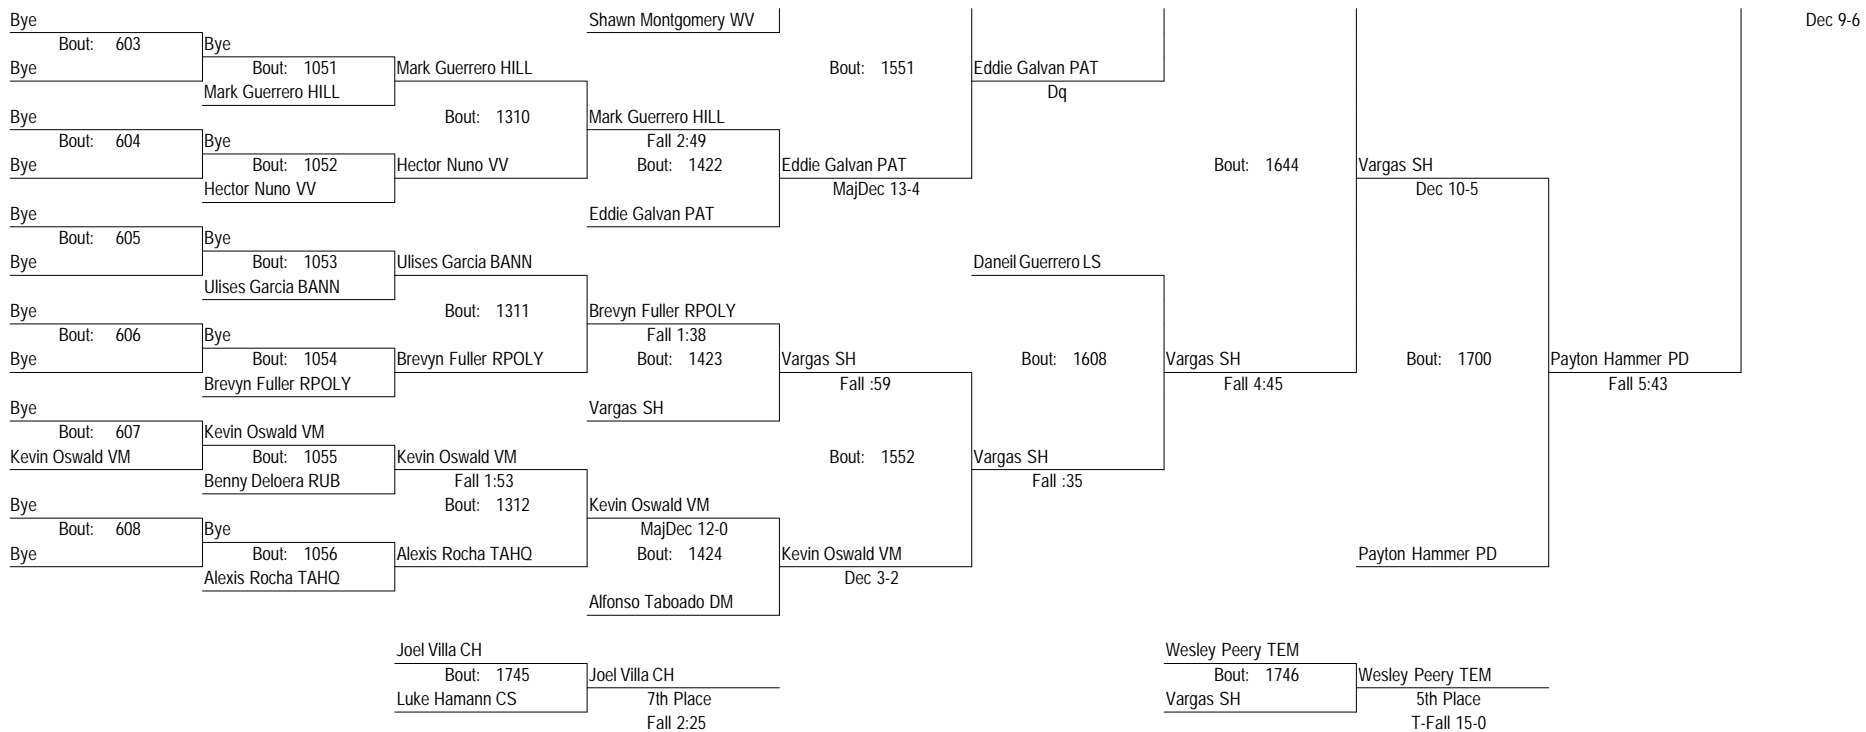 Bye Shawn Montgomery WV Dec 9-6
Bout: 603 Bye
Bye Bout: 1051 Mark Guerrero HILL Bout: 1551 Eddie Galvan PAT
Mark Guerrero HILL Dq
Bye Bout: 1310 Mark Guerrero HILL
Bout: 604 Bye Fall 2:49
Bye Bout: 1052 Hector Nuno VV Bout: 1422 Eddie Galvan PAT Bout: 1644 Vargas SH
Hector Nuno VV MajDec 13-4 Dec 10-5
Bye Eddie Galvan PAT
Bout: 605 Bye
Bye Bout: 1053 Ulises Garcia BANN Daneil Guerrero LS
Ulises Garcia BANN
Bye Bout: 1311 Brevyn Fuller RPOLY
Bout: 606 Bye Fall 1:38
Bye Bout: 1054 Brevyn Fuller RPOLY Bout: 1423 Vargas SH Bout: 1608 Vargas SH Bout: 1700 Payton Hammer PD
Brevyn Fuller RPOLY Fall :59 Fall 4:45 Fall 5:43
Bye Vargas SH
Bout: 607 Kevin Oswald VM
Kevin Oswald VM Bout: 1055 Kevin Oswald VM Bout: 1552 Vargas SH
Benny Deloera RUB Fall 1:53 Fall :35
Bye Bout: 1312 Kevin Oswald VM
Bout: 608 Bye MajDec 12-0
Bye Bout: 1056 Alexis Rocha TAHQ Bout: 1424 Kevin Oswald VM Payton Hammer PD
Alexis Rocha TAHQ Dec 3-2
Alfonso Taboado DM
Joel Villa CH Wesley Peery TEM
Bout: 1745 Joel Villa CH Bout: 1746 Wesley Peery TEM
Luke Hamann CS 7th Place Vargas SH 5th Place
Fall 2:25 T-Fall 15-0